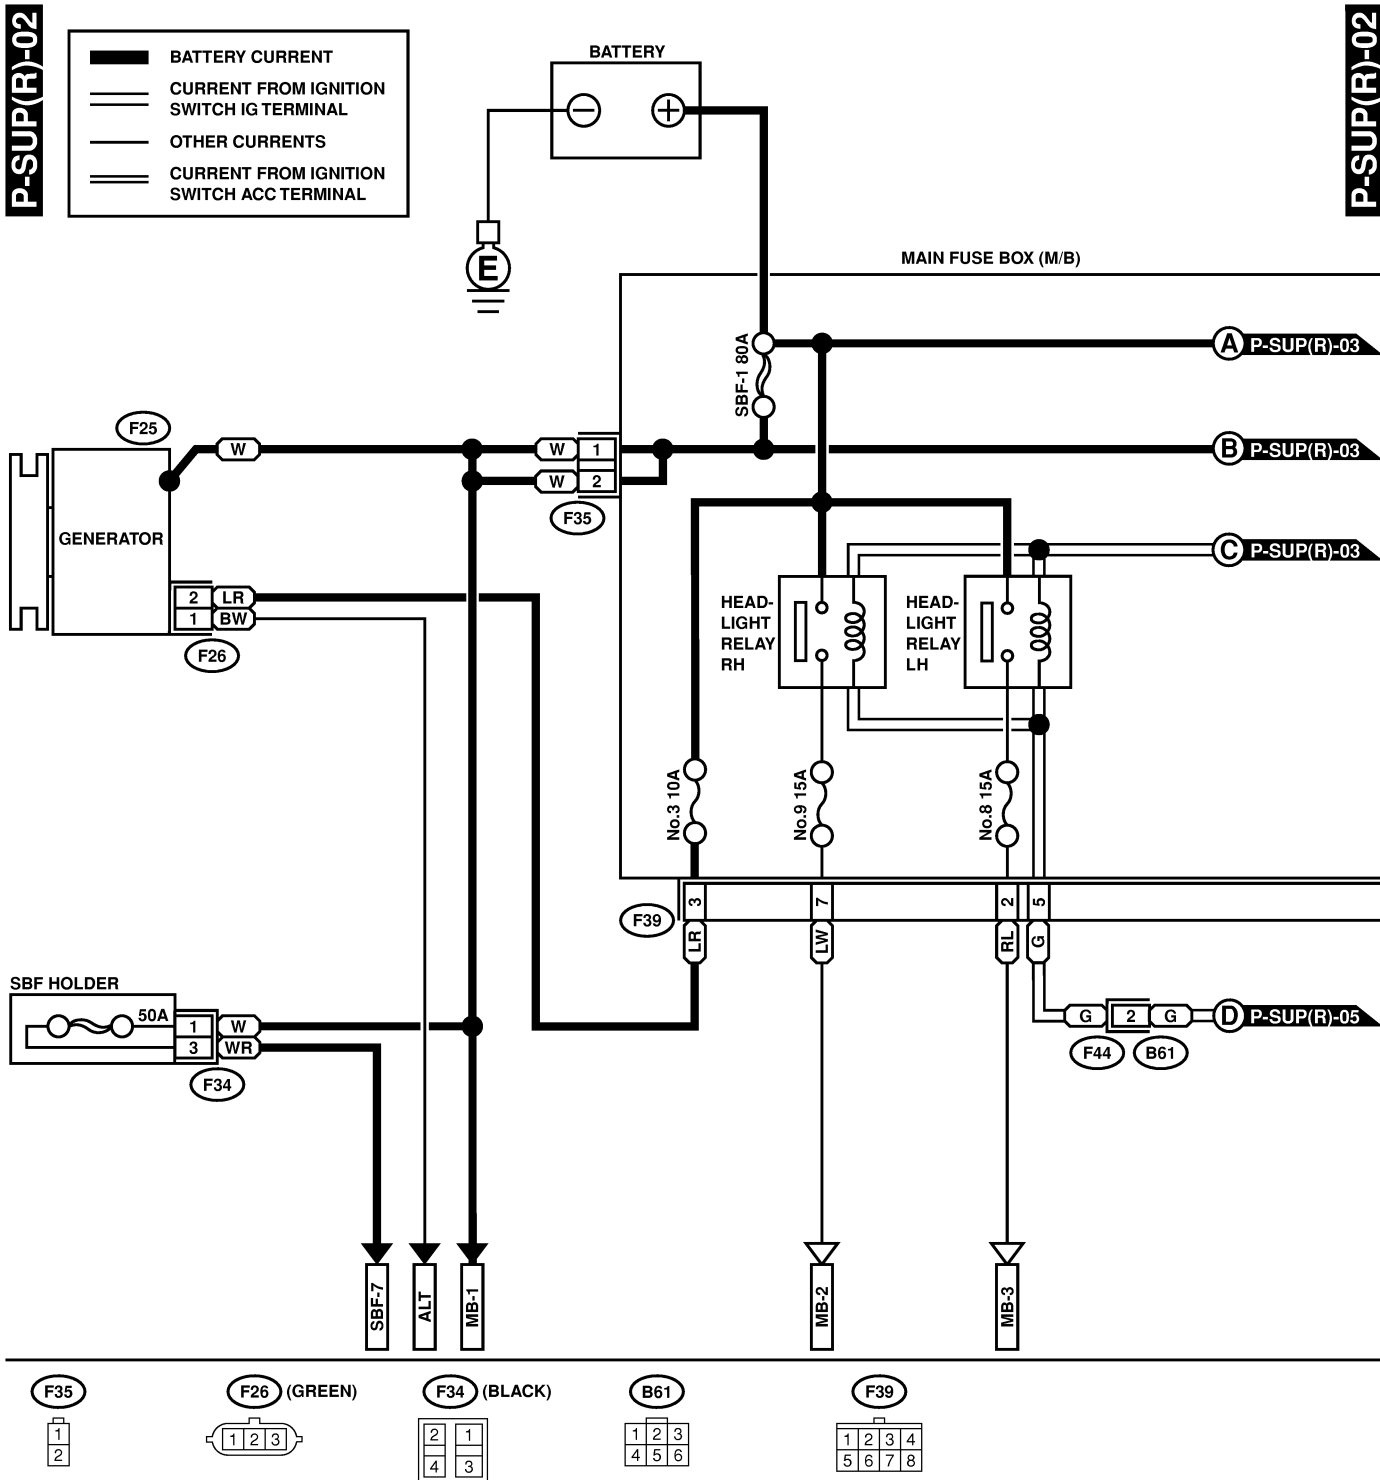 P-SUP(R)-02
P-SUP(R)-02
BATTERY CURRENT
CURRENT FROM IGNITION
SWITCH IG TERMINAL
OTHER CURRENTS
CURRENT FROM IGNITION
SWITCH ACC TERMINAL
BATTERY
E
MAIN FUSE BOX (M/B)
SBF-1 80A
A P-SUP(R)-03
F25
W
W 1
B P-SUP(R)-03
W 2
F35
GENERATOR
C P-SUP(R)-03
2 LR
1 BW
F26
HEAD-
LIGHT
RELAY
RH
HEAD-
LIGHT
RELAY
LH
No.3 10A
No.9 15A
No.8 15A
F39
3
7
2
5
LR
LW
RL
G
SBF HOLDER
50A
1 W
3 WR
F34
G 2 G
D P-SUP(R)-05
F44
B61
SBF-7
ALT
MB-1
MB-2
MB-3
F35
F26 (GREEN)
F34 (BLACK)
B61
F39
1
2
1 2 3
2 1
4 3
1 2 3
4 5 6
1 2 3 4
5 6 7 8